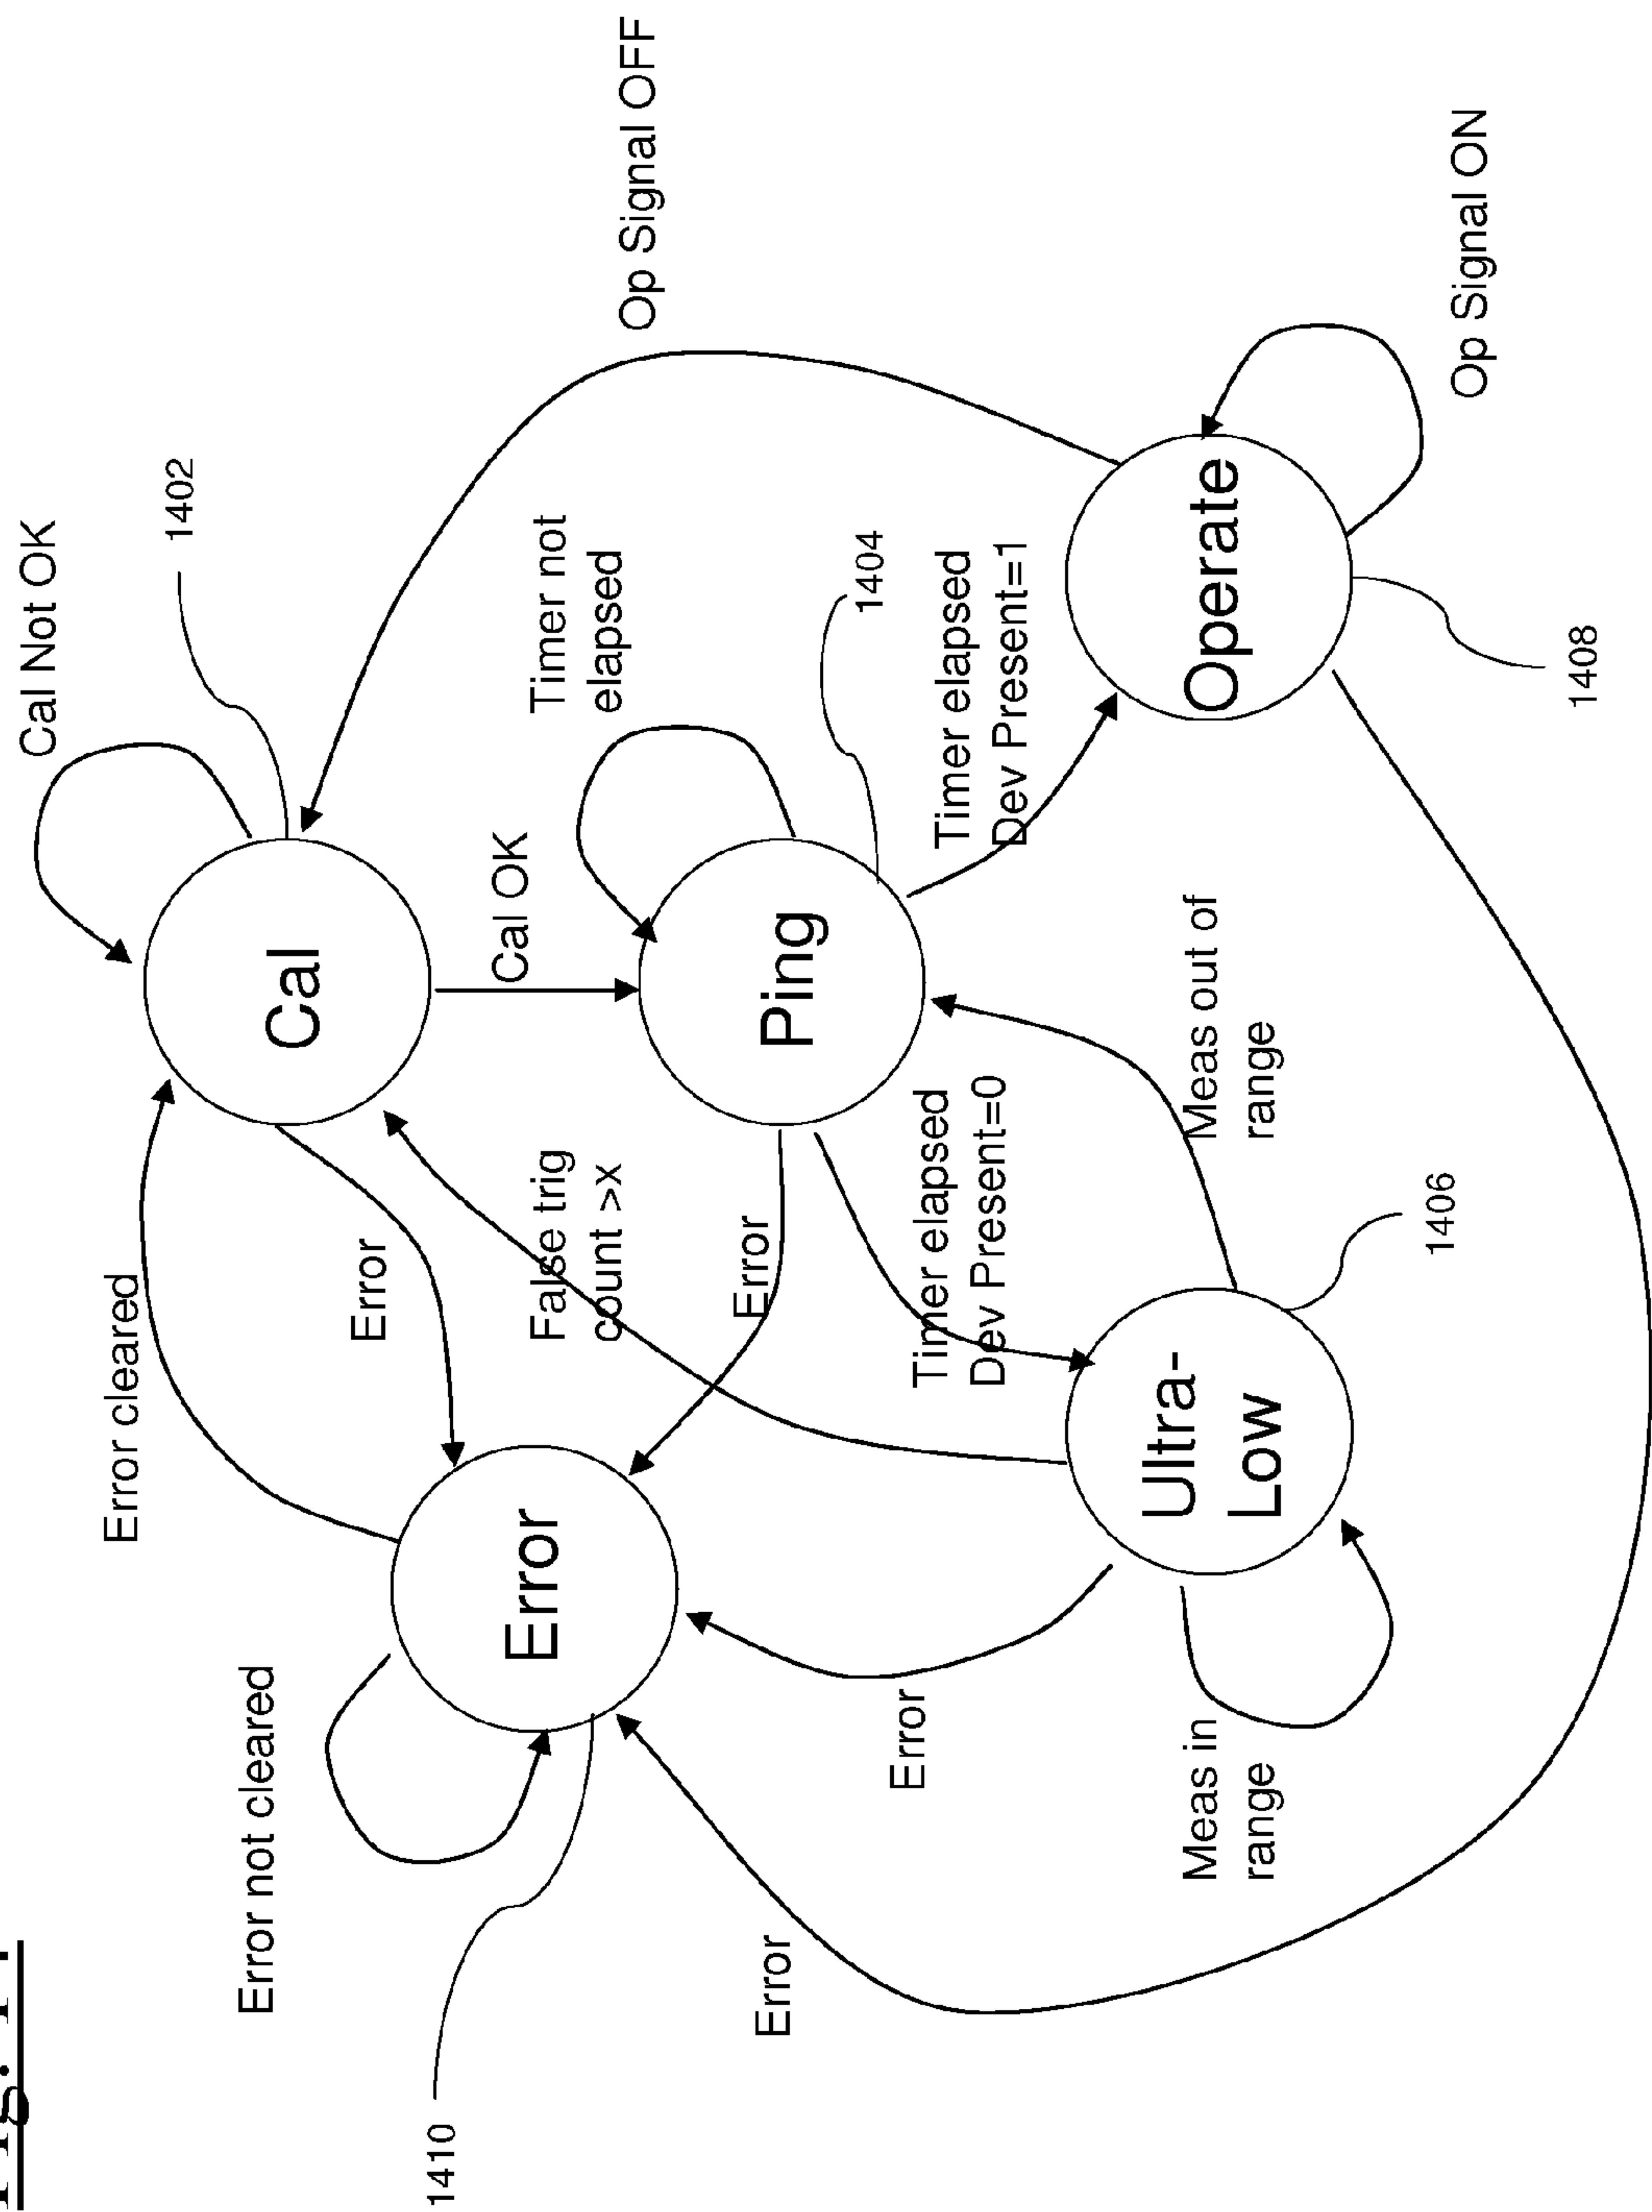 Cal Not OK
1402
Error cleared
Cal
Op Signal OFF
Error
Cal OK
Timer not
elapsed
Error not cleared
Error
False trig
count >x
Error
Ping
1404
1410
Timer elapsed
Dev Present=1
Timer elapsed
Dev Present=0
Error
Error
Meas out of
range
Operate
Op Signal ON
Ultra-
Low
1406
1408
Meas in
range